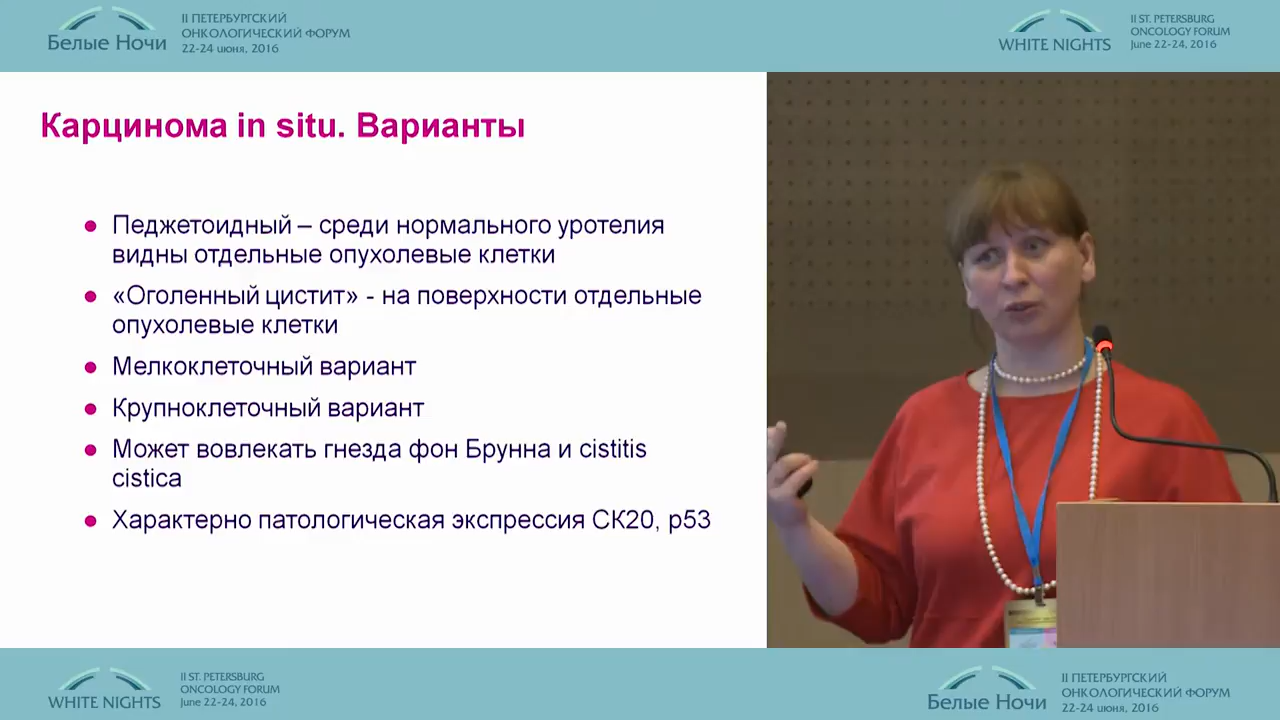 Белые Ночи
II ПЕТЕРБУРГСКИЙ
ОНКОЛОГИЧЕСКИЙ ФОРУМ
22-24 июня, 2016
WHITE NIGHTS
II ST. PETERSBURG
ONCOLOGY FORUM
June 22-24, 2016
Карцинома in situ. Варианты
● Педжетоидный – среди нормального уротелия
видны отдельные опухолевые клетки
● «Оголенный цистит» - на поверхности отдельные
опухолевые клетки
● Мелкоклеточный вариант
● Крупноклеточный вариант
● Может вовлекать гнезда фон Брунна и cistitis
cistica
● Характерно патологическая экспрессия СК20, р53
WHITE NIGHTS
II ST. PETERSBURG
ONCOLOGY FORUM
June 22-24, 2016
Белые Ночи
II ПЕТЕРБУРГСКИЙ
ОНКОЛОГИЧЕСКИЙ ФОРУМ
22-24 июня, 2016